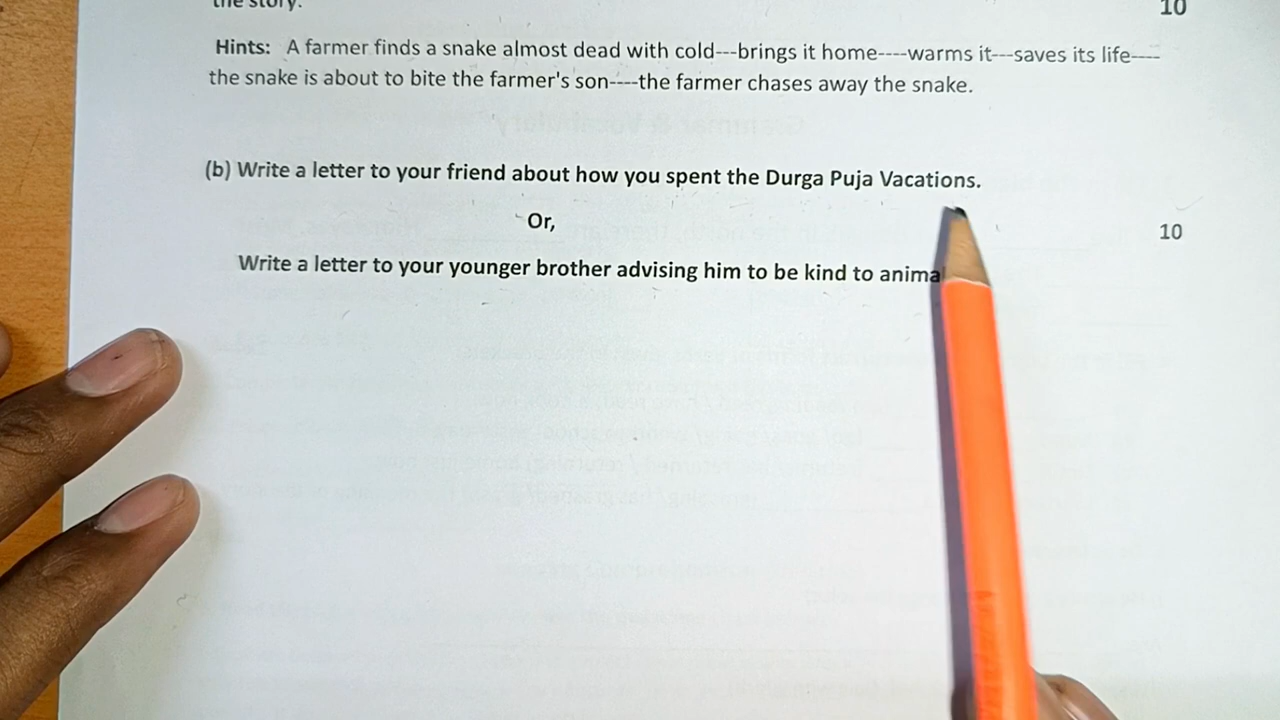 the story.
10
Hints: A farmer finds a snake almost dead with cold---brings it home----warms it---saves its life----
the snake is about to bite the farmer's son----the farmer chases away the snake.
(b) Write a letter to your friend about how you spent the Durga Puja Vacations.
Or,
10
Write a letter to your younger brother advising him to be kind to anima